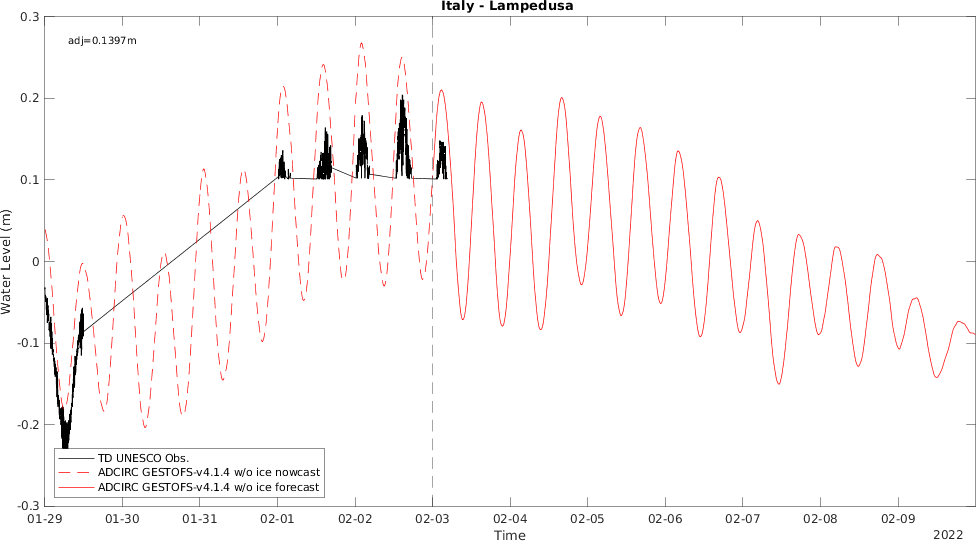 Italy - Lampedusa
adj=0.1397m
0.3
0.2
0.1
0
-0.1
-0.2
-0.3
Water Level (m)
TD UNESCO Obs.
ADCIRC GESTOFS-v4.1.4 w/o ice nowcast
ADCIRC GESTOFS-v4.1.4 w/o ice forecast
01-29 01-30 01-31 02-01 02-02 02-03 02-04 02-05 02-06 02-07 02-08 02-09
Time
2022